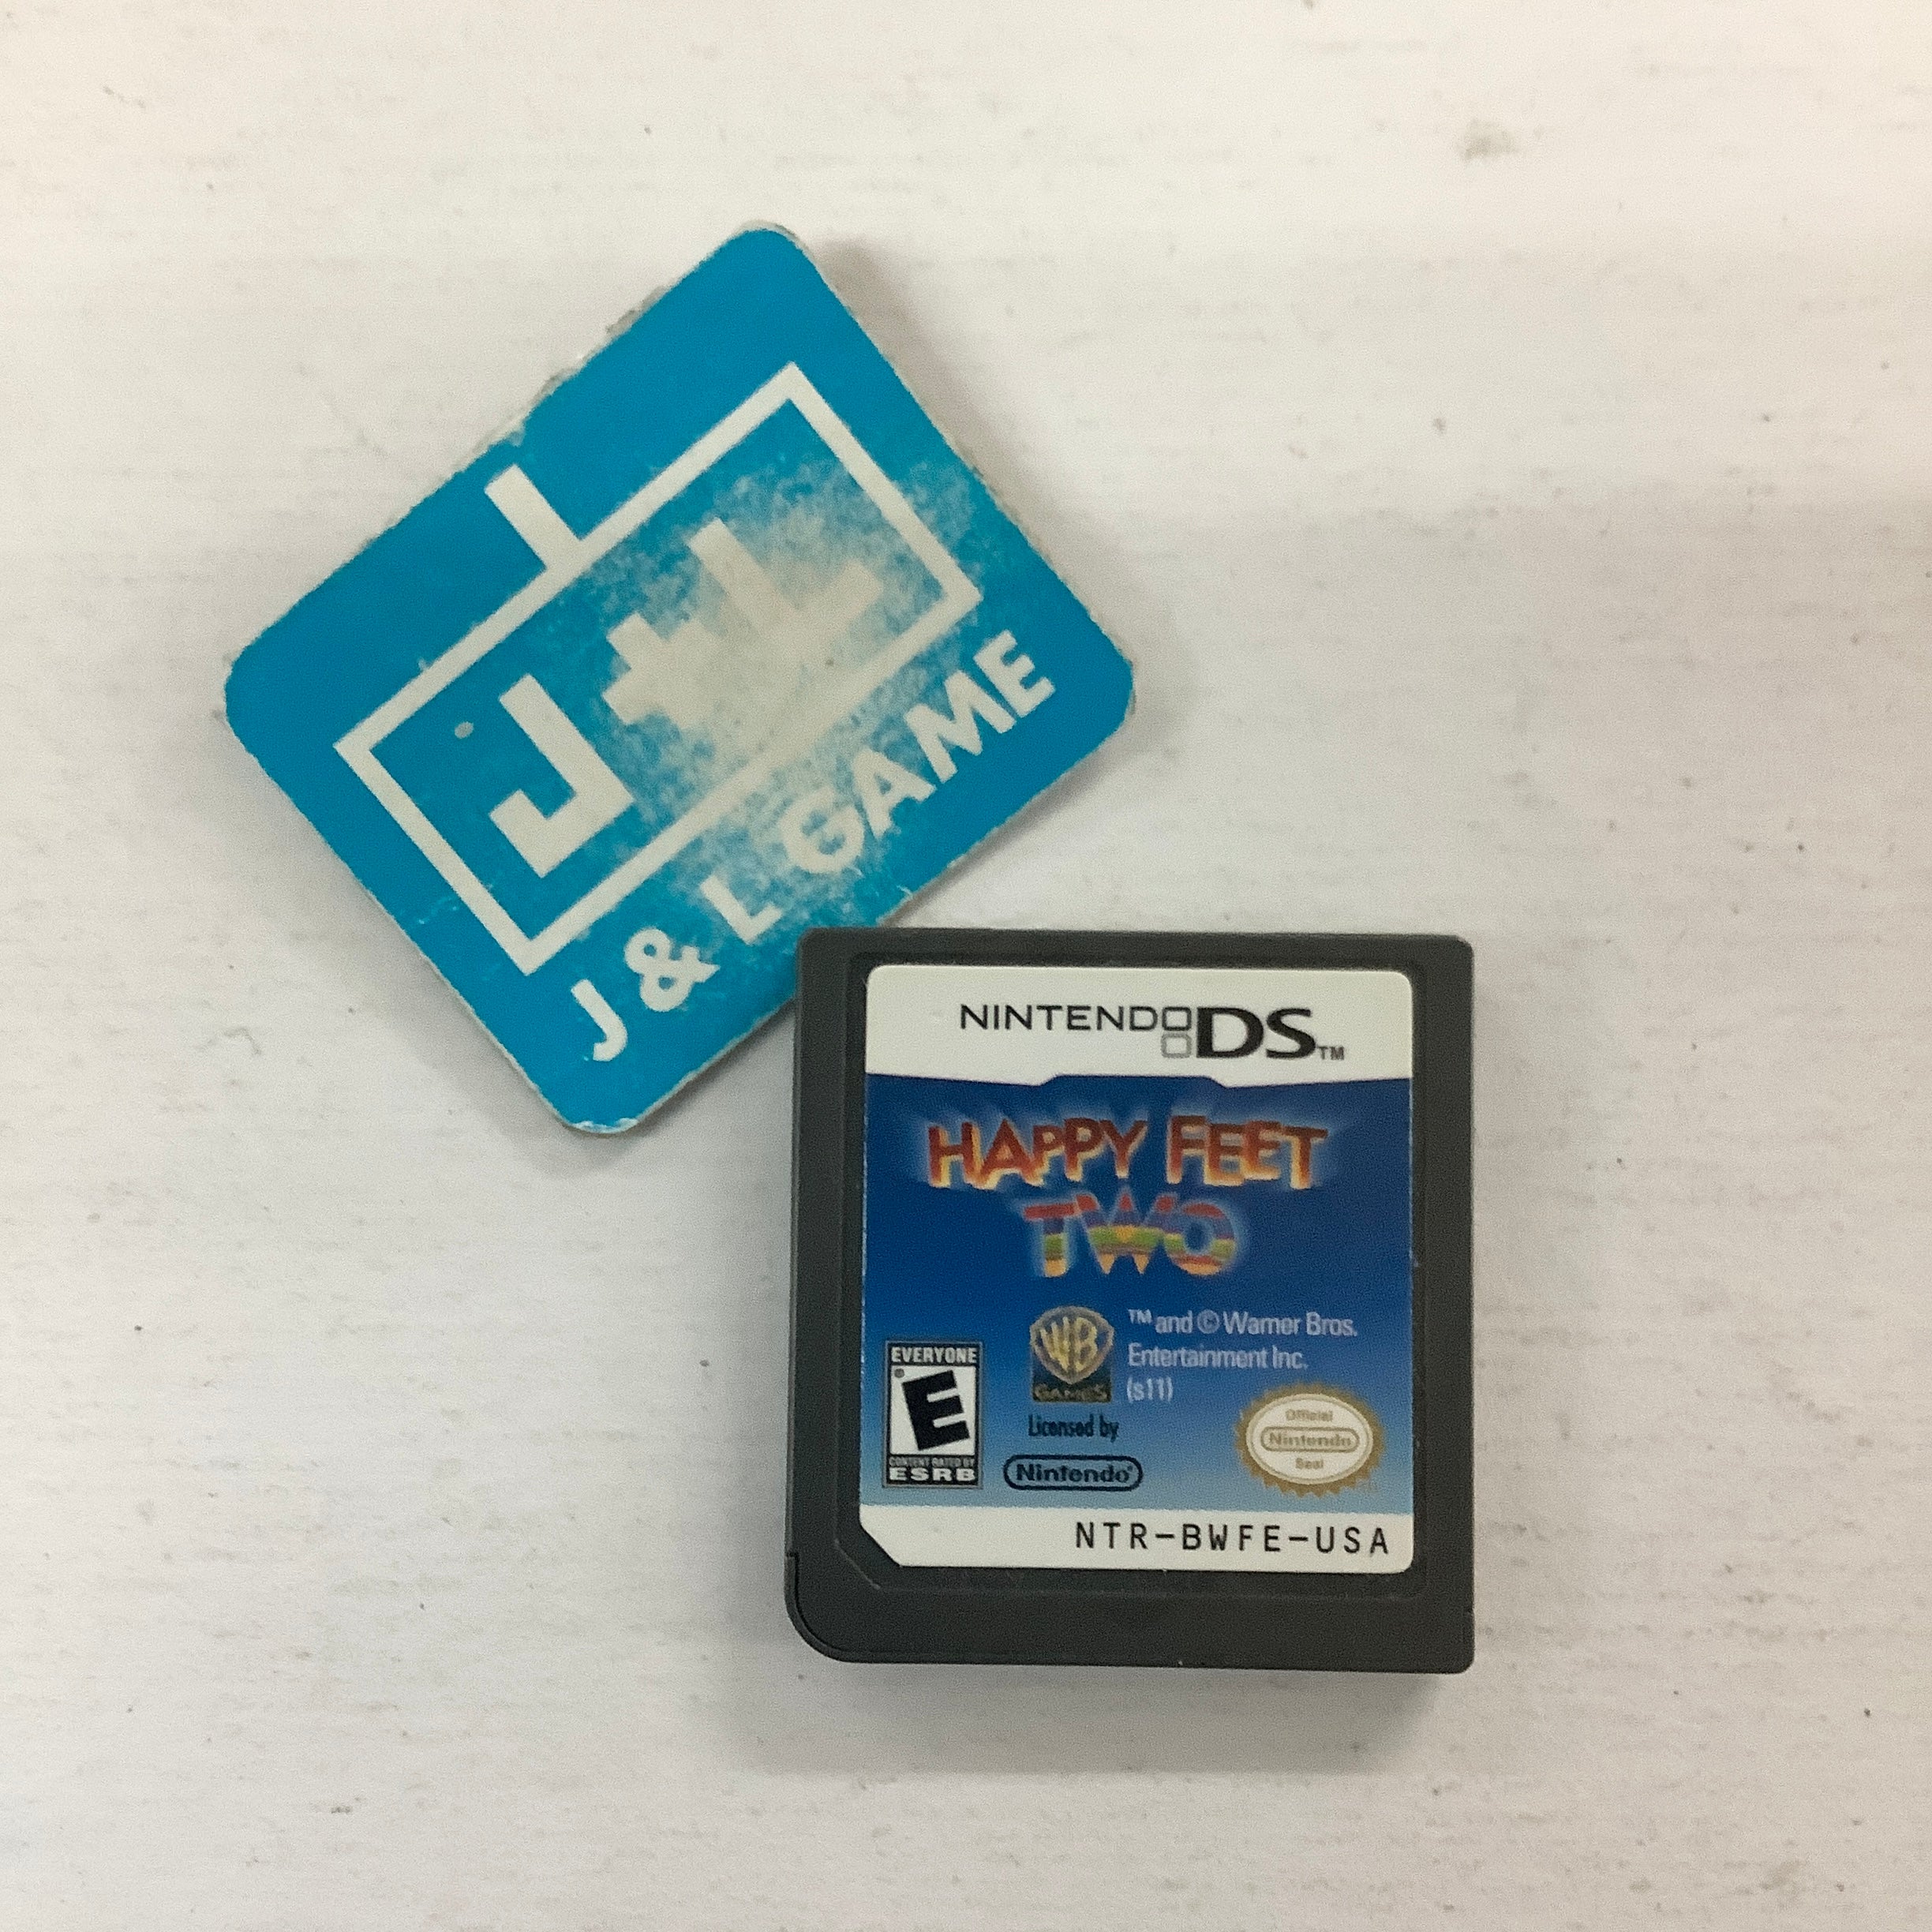 J+L
J & L GAME
NINTENDO DS™
HAPPY FEET
TWO
WB
GAMES
™ and © Warner Bros.
Entertainment Inc.
(s11)
EVERYONE
E
CONTENT RATED BY
ESRB
Licensed by
Nintendo®
Official
Nintendo
Seal
NTR-BWFE-USA